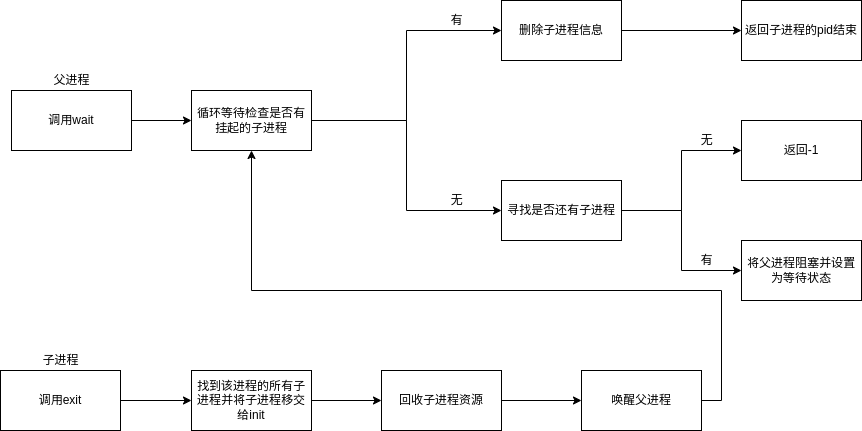 有
删除子进程信息
返回子进程的pid结束
父进程
调用wait
循环等待检查是否有
挂起的子进程
无
返回-1
无
寻找是否还有子进程
有
将父进程阻塞并设置
为等待状态
子进程
调用exit
找到该进程的所有子
进程并将子进程移交
给init
回收子进程资源
唤醒父进程